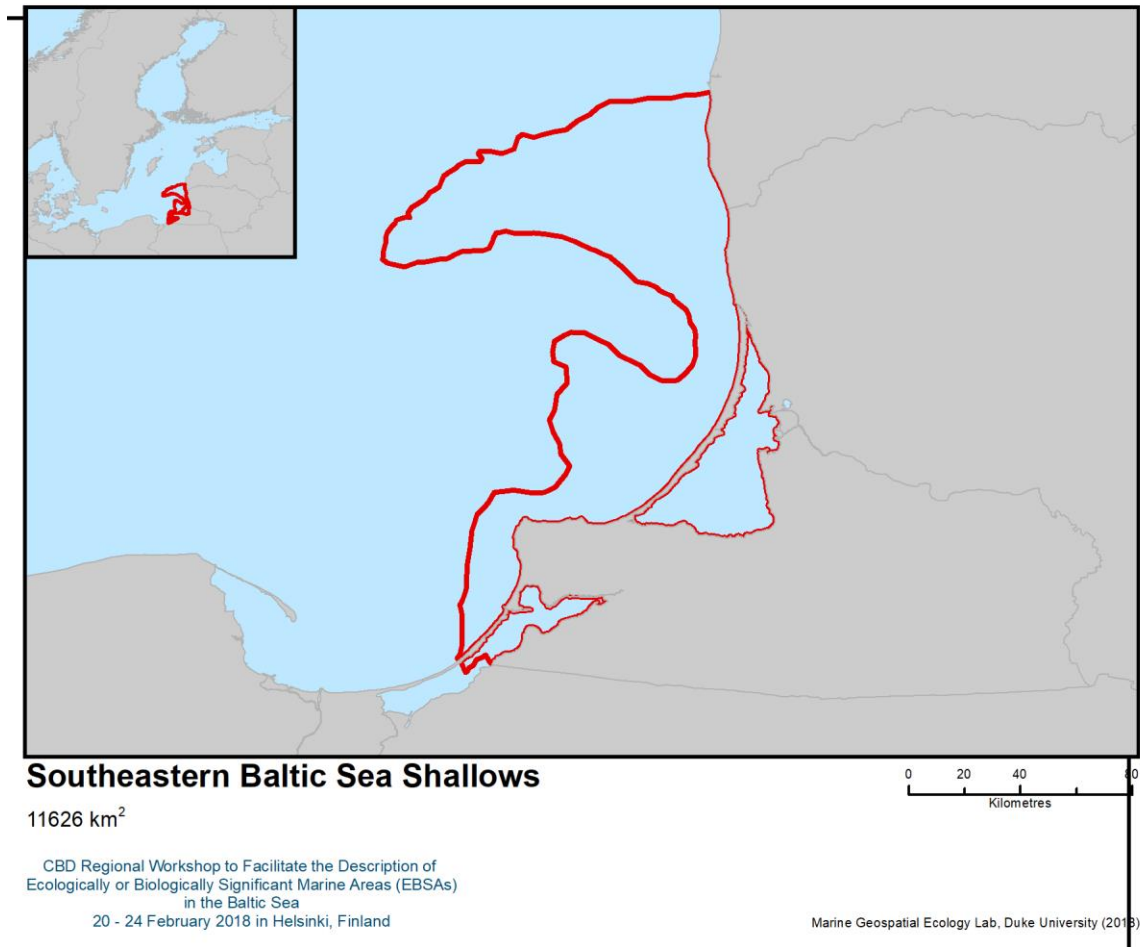 Southeastern Baltic Sea Shallows
11626 km²
0 20 40 80
Kilometres
CBD Regional Workshop to Facilitate the Description of
Ecologically or Biologically Significant Marine Areas (EBSAs)
in the Baltic Sea
20 - 24 February 2018 in Helsinki, Finland
Marine Geospatial Ecology Lab, Duke University (2018)